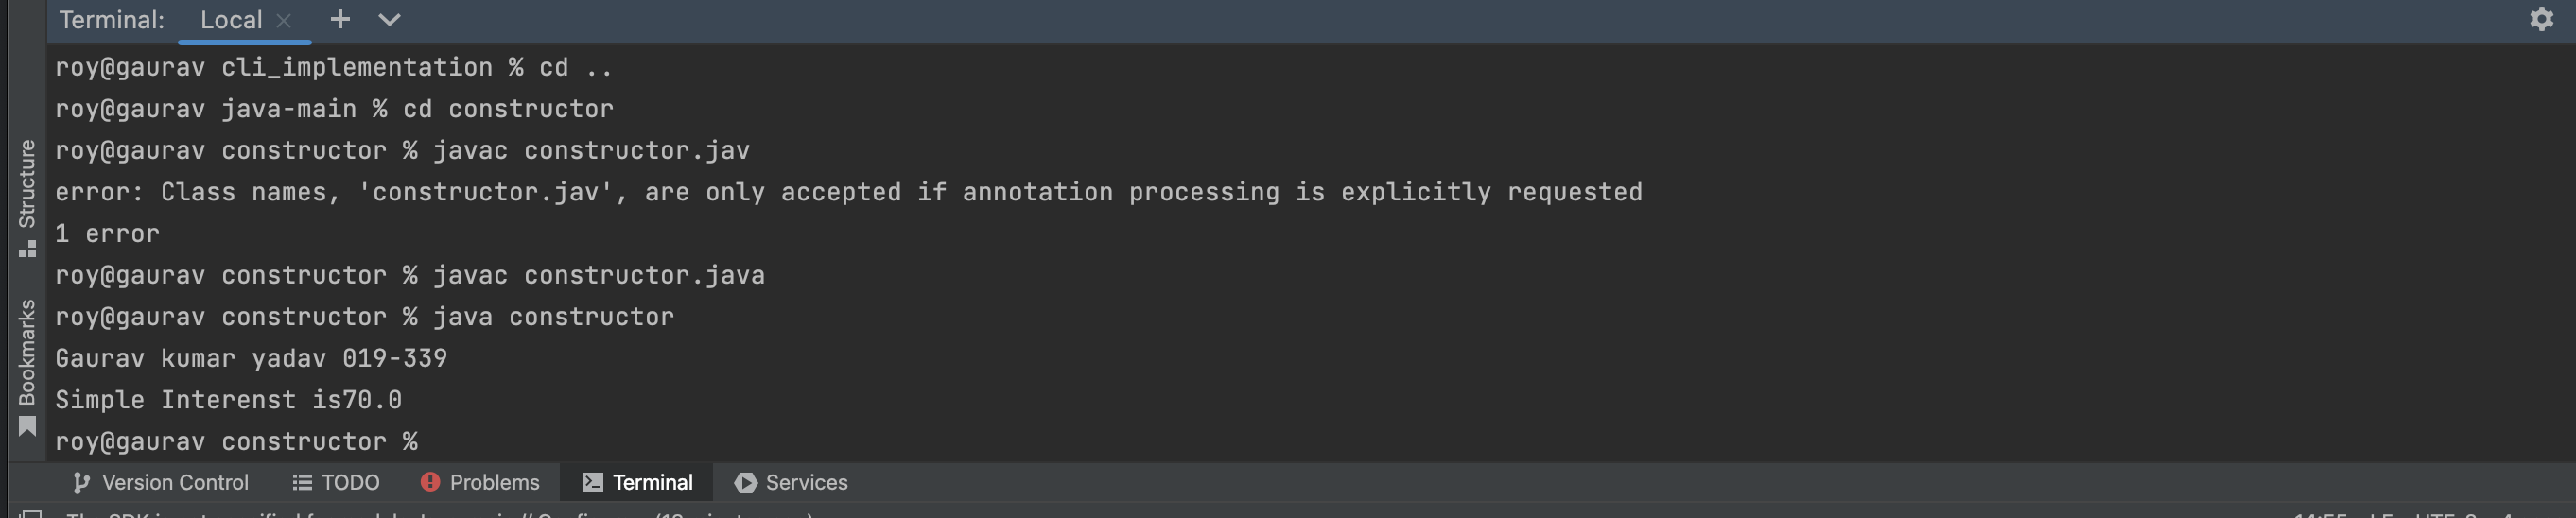 Terminal: Local
roy@gaurav cli_implementation % cd ..
roy@gaurav java-main % cd constructor
roy@gaurav constructor % javac constructor.jav
error: Class names, 'constructor.jav', are only accepted if annotation processing is explicitly requested
1 error
roy@gaurav constructor % javac constructor.java
roy@gaurav constructor % java constructor
Gaurav kumar yadav 019-339
Simple Interenst is70.0
roy@gaurav constructor %
Structure
Bookmarks
Version Control TODO Problems Terminal Services